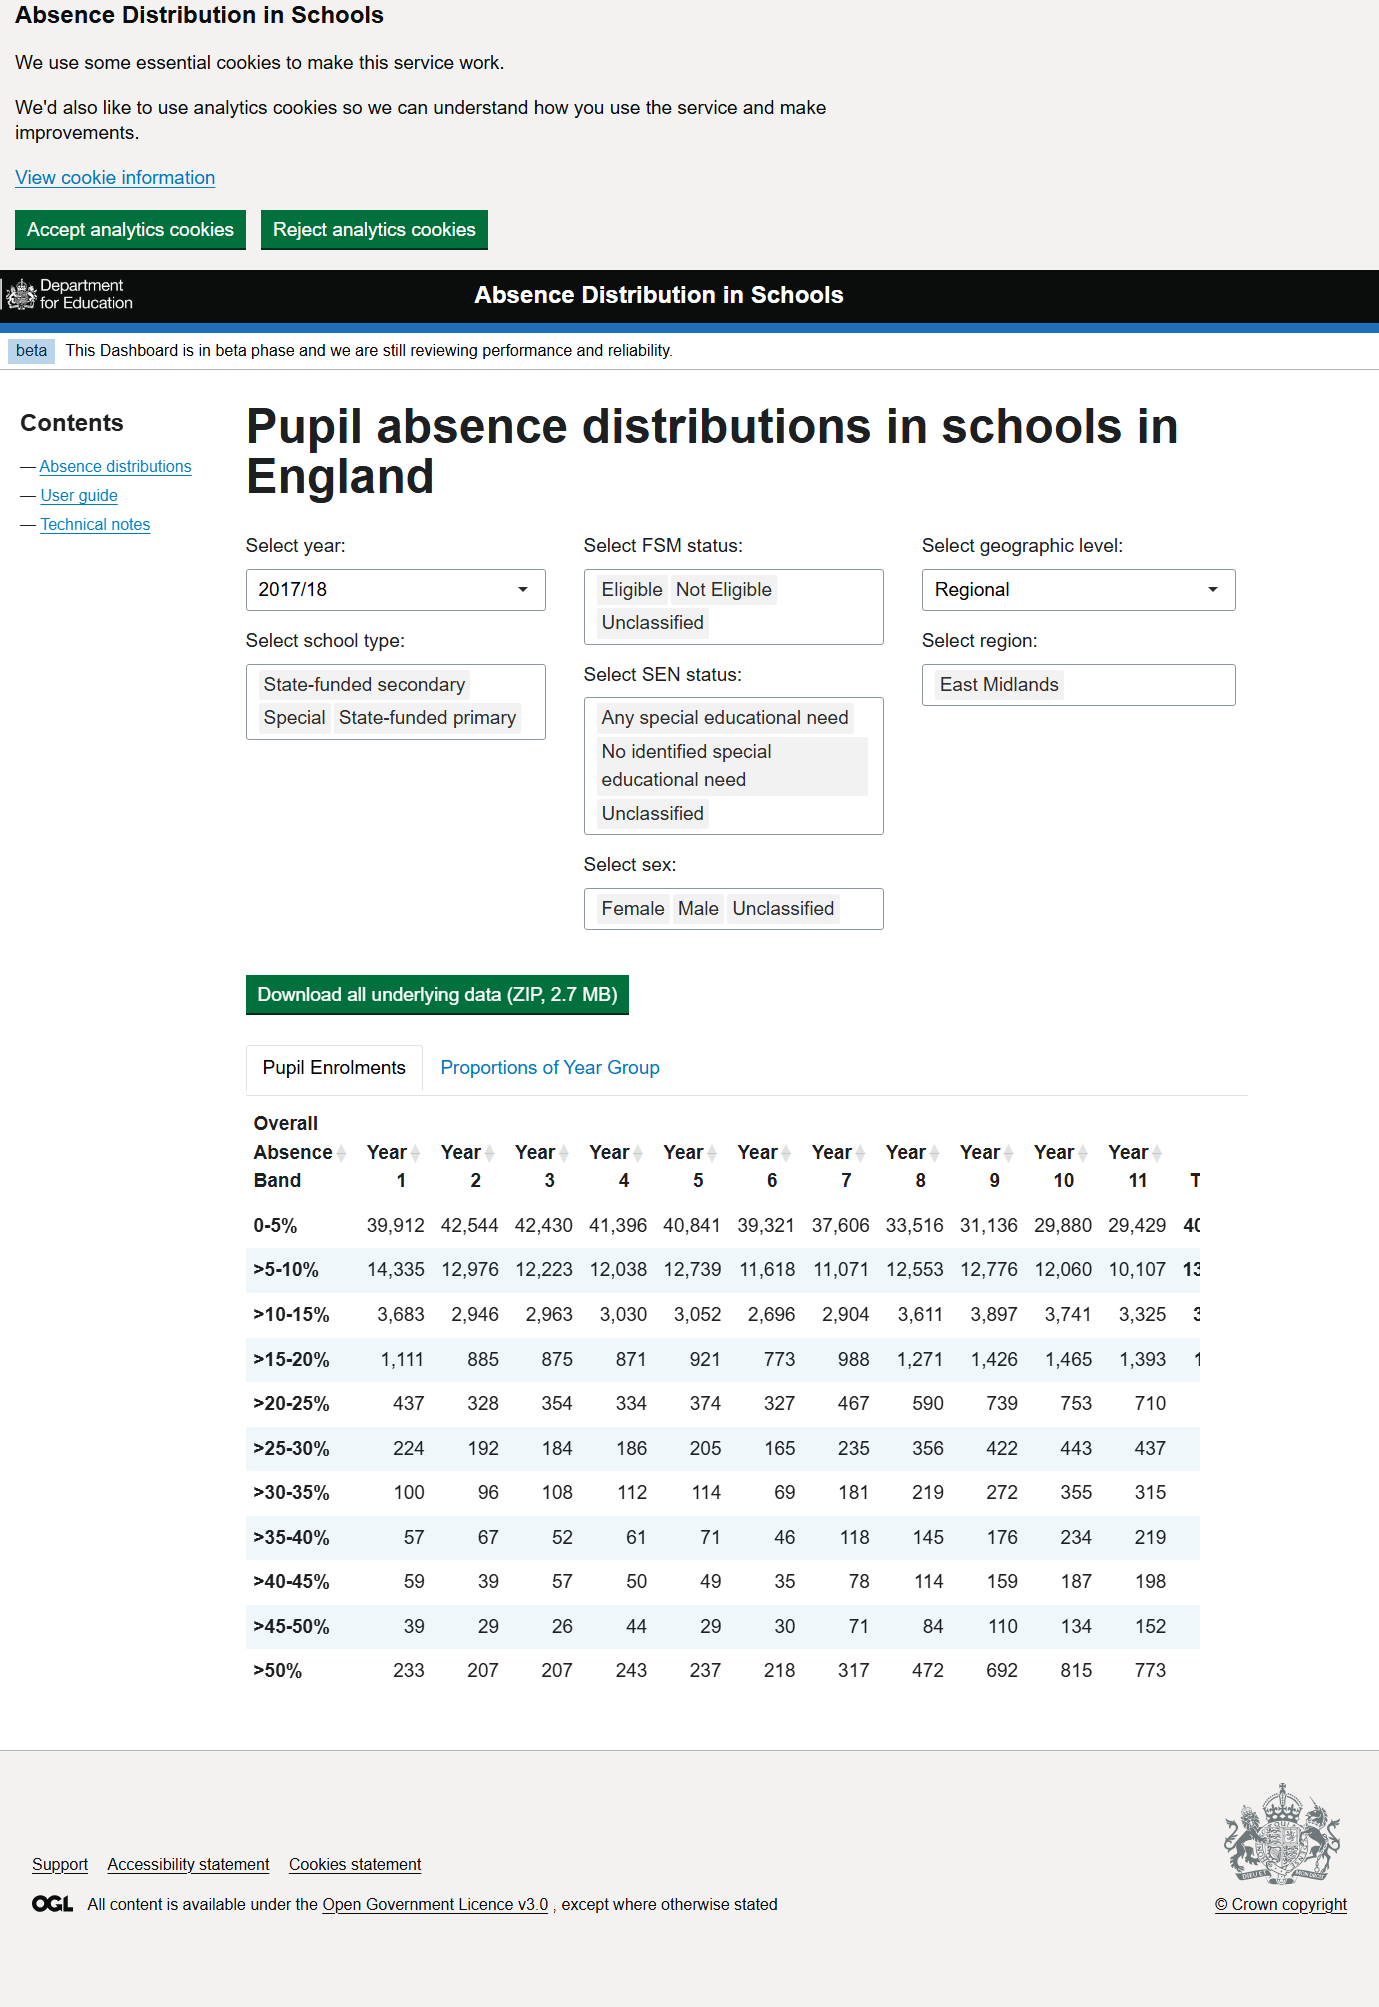 Absence Distribution in Schools
We use some essential cookies to make this service work.
We'd also like to use analytics cookies so we can understand how you use the service and make
improvements.
View cookie information
Accept analytics cookies Reject analytics cookies
Department
for Education
Absence Distribution in Schools
beta This Dashboard is in beta phase and we are still reviewing performance and reliability.
Contents
— Absence distributions
— User guide
— Technical notes
Pupil absence distributions in schools in
England
Select year:
2017/18
Select school type:
State-funded secondary
Special State-funded primary
Select FSM status:
Eligible Not Eligible
Unclassified
Select SEN status:
Any special educational need
No identified special
educational need
Unclassified
Select sex:
Female Male Unclassified
Select geographic level:
Regional
Select region:
East Midlands
Download all underlying data (ZIP, 2.7 MB)
Pupil Enrolments Proportions of Year Group
Overall
Absence Year Year Year Year Year Year Year Year Year Year Year
Band 1 2 3 4 5 6 7 8 9 10 11 T
0-5% 39,912 42,544 42,430 41,396 40,841 39,321 37,606 33,516 31,136 29,880 29,429 40
>5-10% 14,335 12,976 12,223 12,038 12,739 11,618 11,071 12,553 12,776 12,060 10,107 13
>10-15% 3,683 2,946 2,963 3,030 3,052 2,696 2,904 3,611 3,897 3,741 3,325 3
>15-20% 1,111 885 875 871 921 773 988 1,271 1,426 1,465 1,393 1
>20-25% 437 328 354 334 374 327 467 590 739 753 710
>25-30% 224 192 184 186 205 165 235 356 422 443 437
>30-35% 100 96 108 112 114 69 181 219 272 355 315
>35-40% 57 67 52 61 71 46 118 145 176 234 219
>40-45% 59 39 57 50 49 35 78 114 159 187 198
>45-50% 39 29 26 44 29 30 71 84 110 134 152
>50% 233 207 207 243 237 218 317 472 692 815 773
Support Accessibility statement Cookies statement
OGL All content is available under the Open Government Licence v3.0 , except where otherwise stated
© Crown copyright